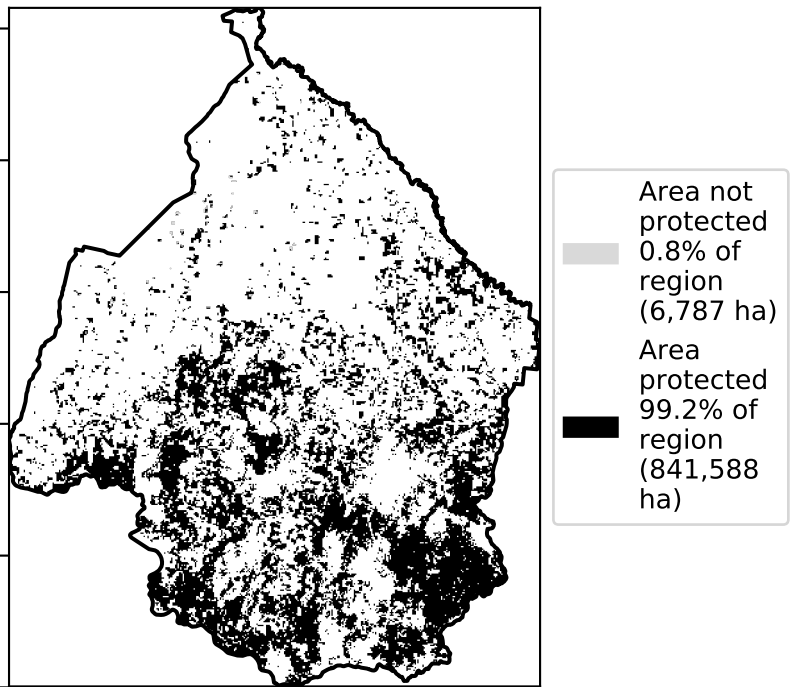 Area not
protected
0.8% of
region
(6,787 ha)
Area
protected
99.2% of
region
(841,588
ha)